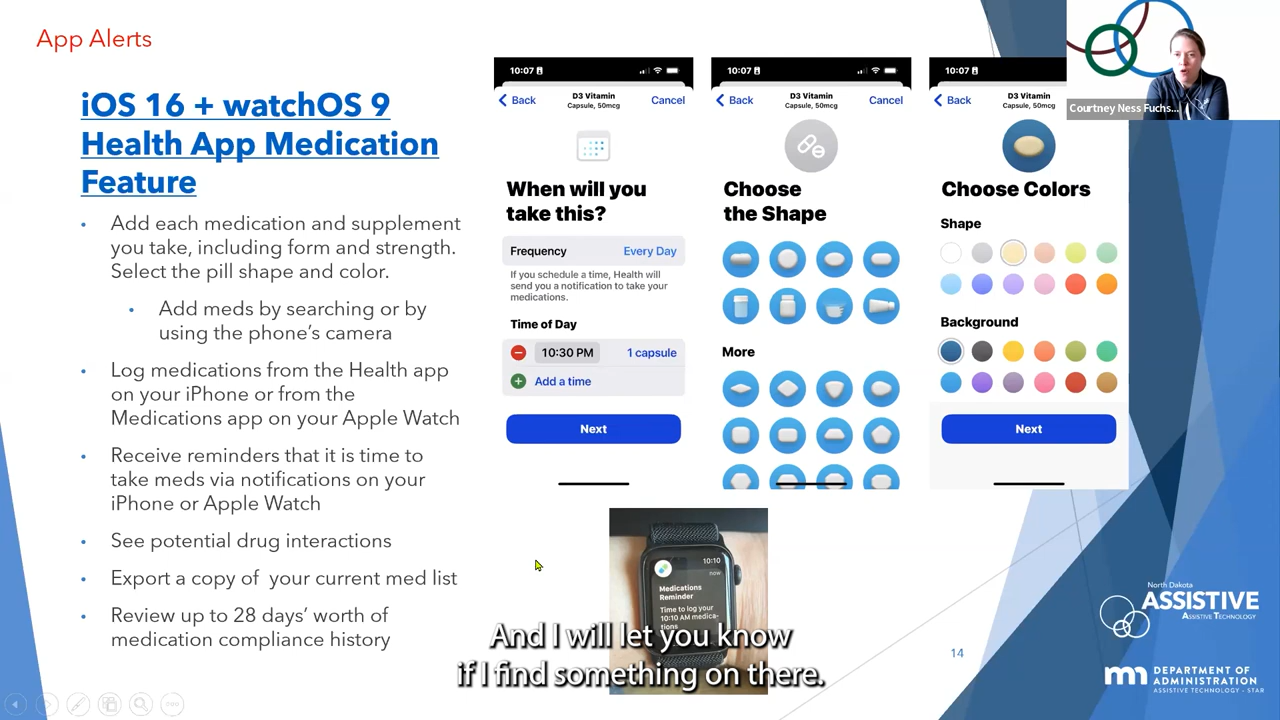 App Alerts
iOS 16 + watchOS 9
Health App Medication
Feature
• Add each medication and supplement
you take, including form and strength.
Select the pill shape and color.
• Add meds by searching or by
using the phone's camera
• Log medications from the Health app
on your iPhone or from the
Medications app on your Apple Watch
• Receive reminders that it is time to
take meds via notifications on your
iPhone or Apple Watch
• See potential drug interactions
• Export a copy of your current med list
• Review up to 28 days' worth of
medication compliance history
10:07
D3 Vitamin
Back
Capsule, 50mcg
Cancel
When will you
take this?
Frequency Every Day
If you schedule a time, Health will
send you a notification to take your
medications.
Time of Day
10:30 PM 1 capsule
Add a time
Next
10:07
D3 Vitamin
Back
Capsule, 50mcg
Cancel
Choose
the Shape
More
10:07
D3 Vitamin
Back
Capsule, 50mcg
Choose Colors
Shape
Background
Next
Courtney Ness Fuchs...
10:10
now
Medications
Reminder
Time to log your
10:10 AM medica-
tions
And I will let you know
if I find something on there.
14
North Dakota
ASSISTIVE
ASSISTIVE TECHNOLOGY
mn DEPARTMENT OF
ADMINISTRATION
ASSISTIVE TECHNOLOGY - STAR